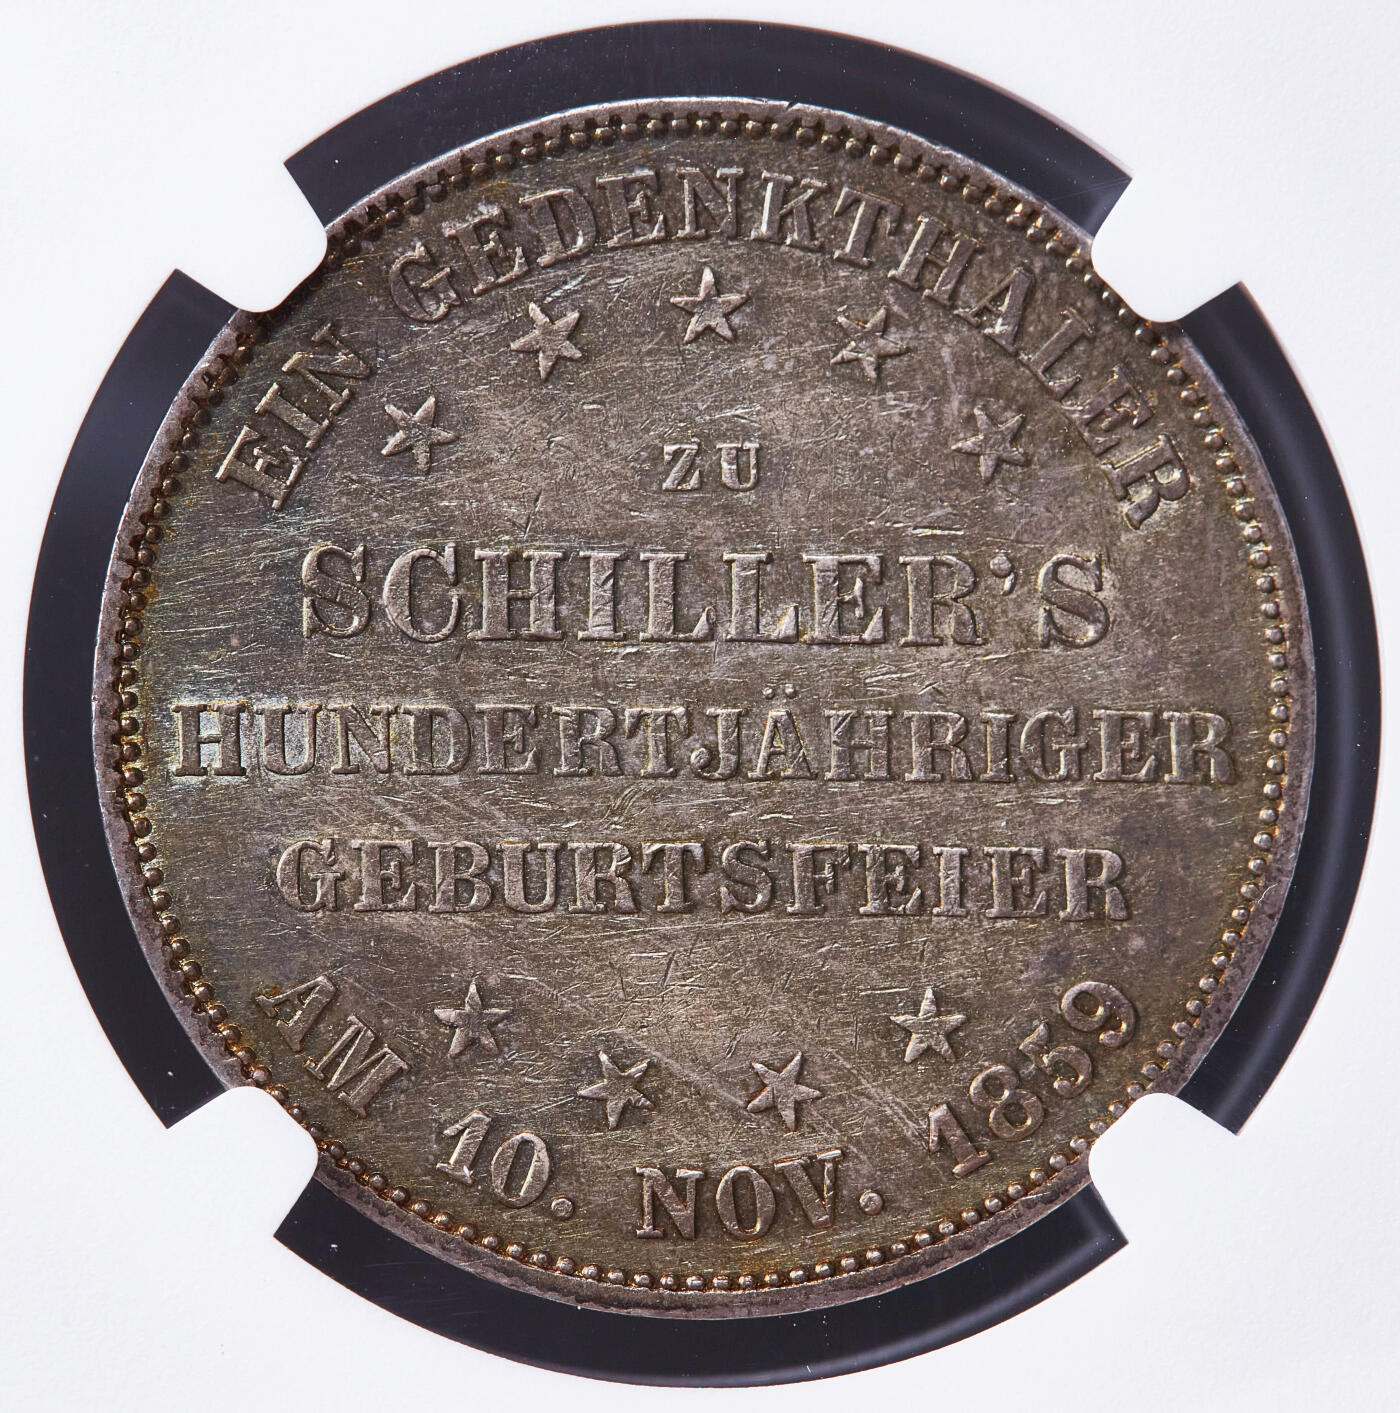 EIN GEDENKTHALER
ZU
SCHILLER'S
HUNDERTJÄHRIGER
GEBURTSFEIER
AM 10. NOV. 1859